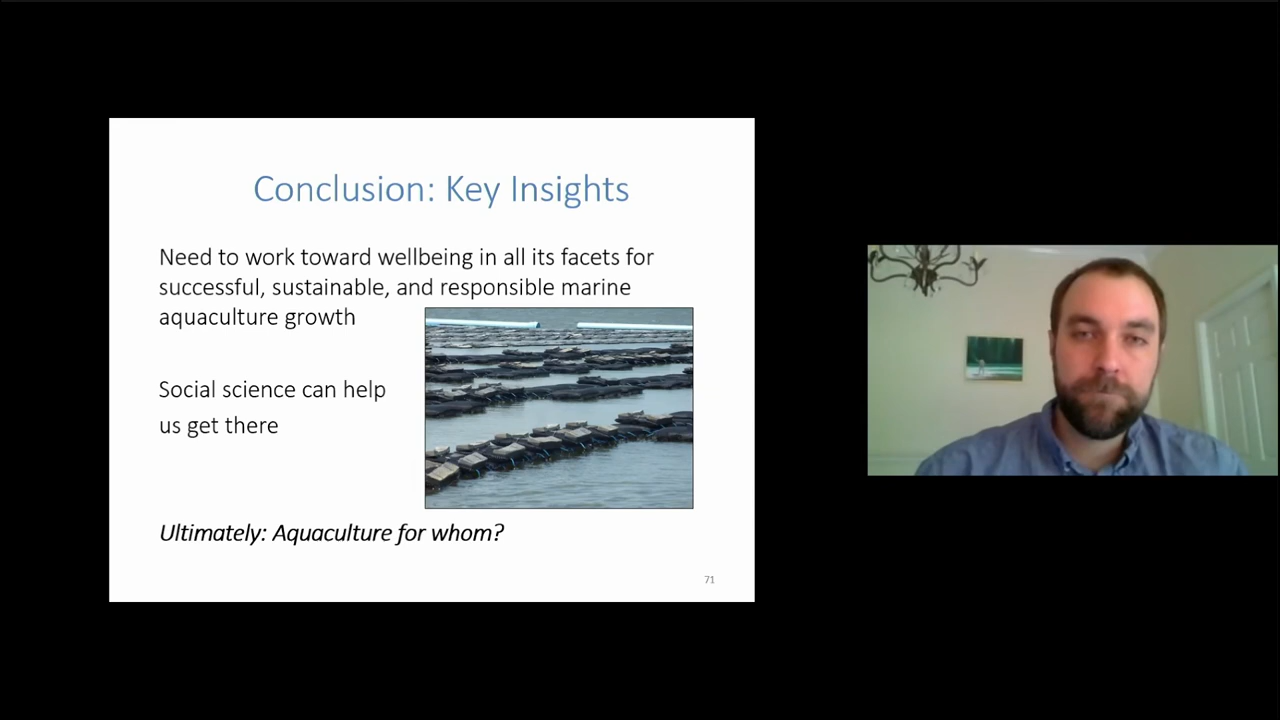 Conclusion: Key Insights
Need to work toward wellbeing in all its facets for
successful, sustainable, and responsible marine
aquaculture growth
Social science can help
us get there
Ultimately: Aquaculture for whom?
71